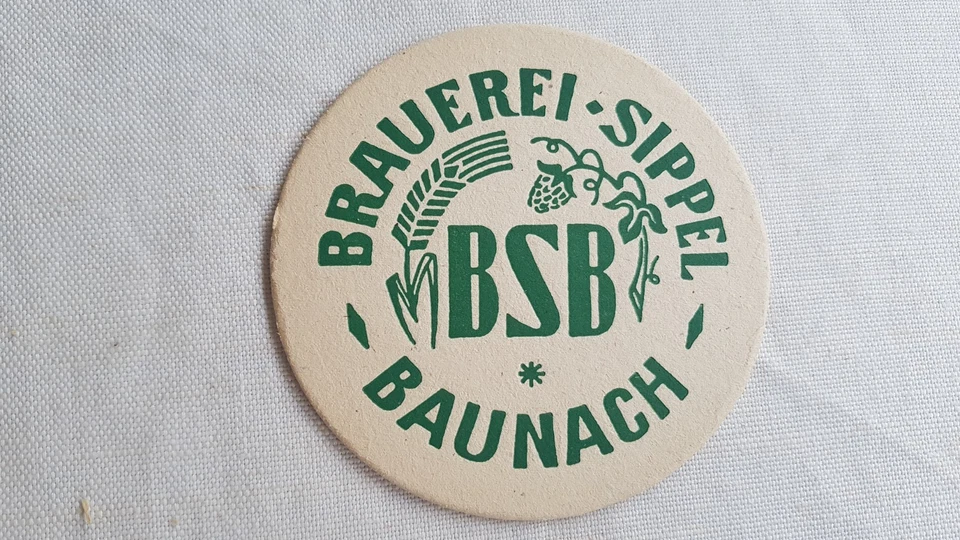 BRAUEREI · SIPPEL
BSB
*
BAUNACH